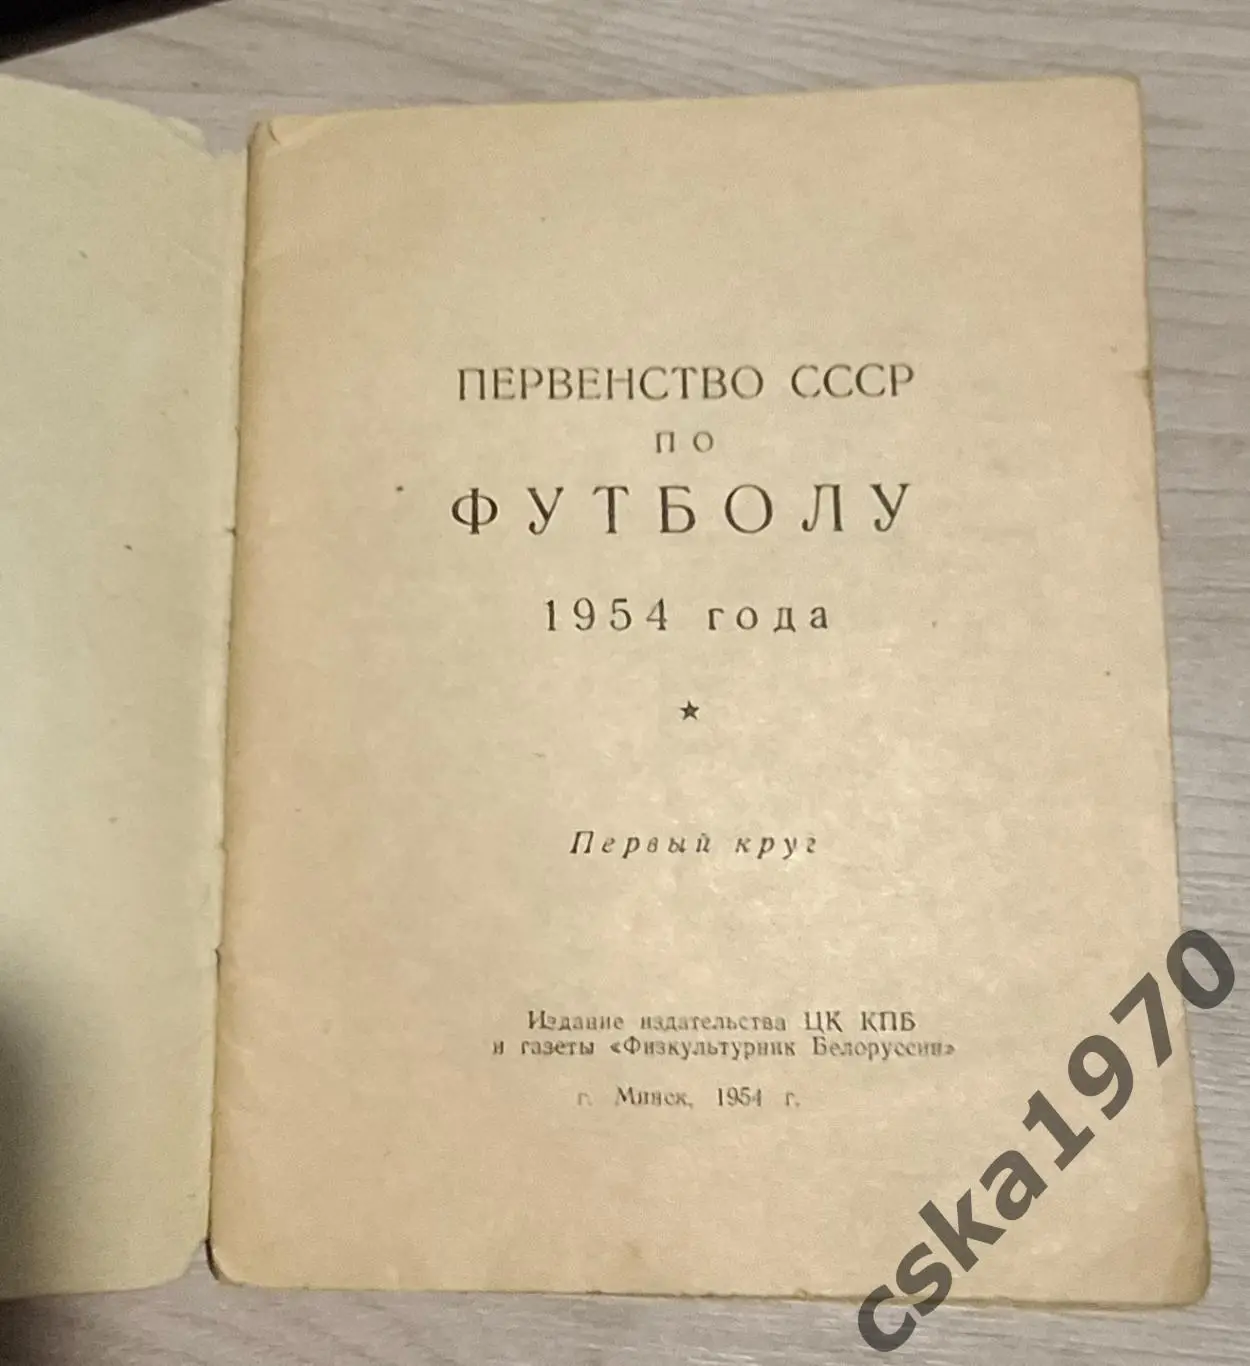 ПЕРВЕНСТВО СССР
ПО
ФУТБОЛУ
1954 года
Первый круг
Издание издательства ЦК КПБ
и газеты «Физкультурник Белоруссии»
г. Минск, 1954 г.
cska1970